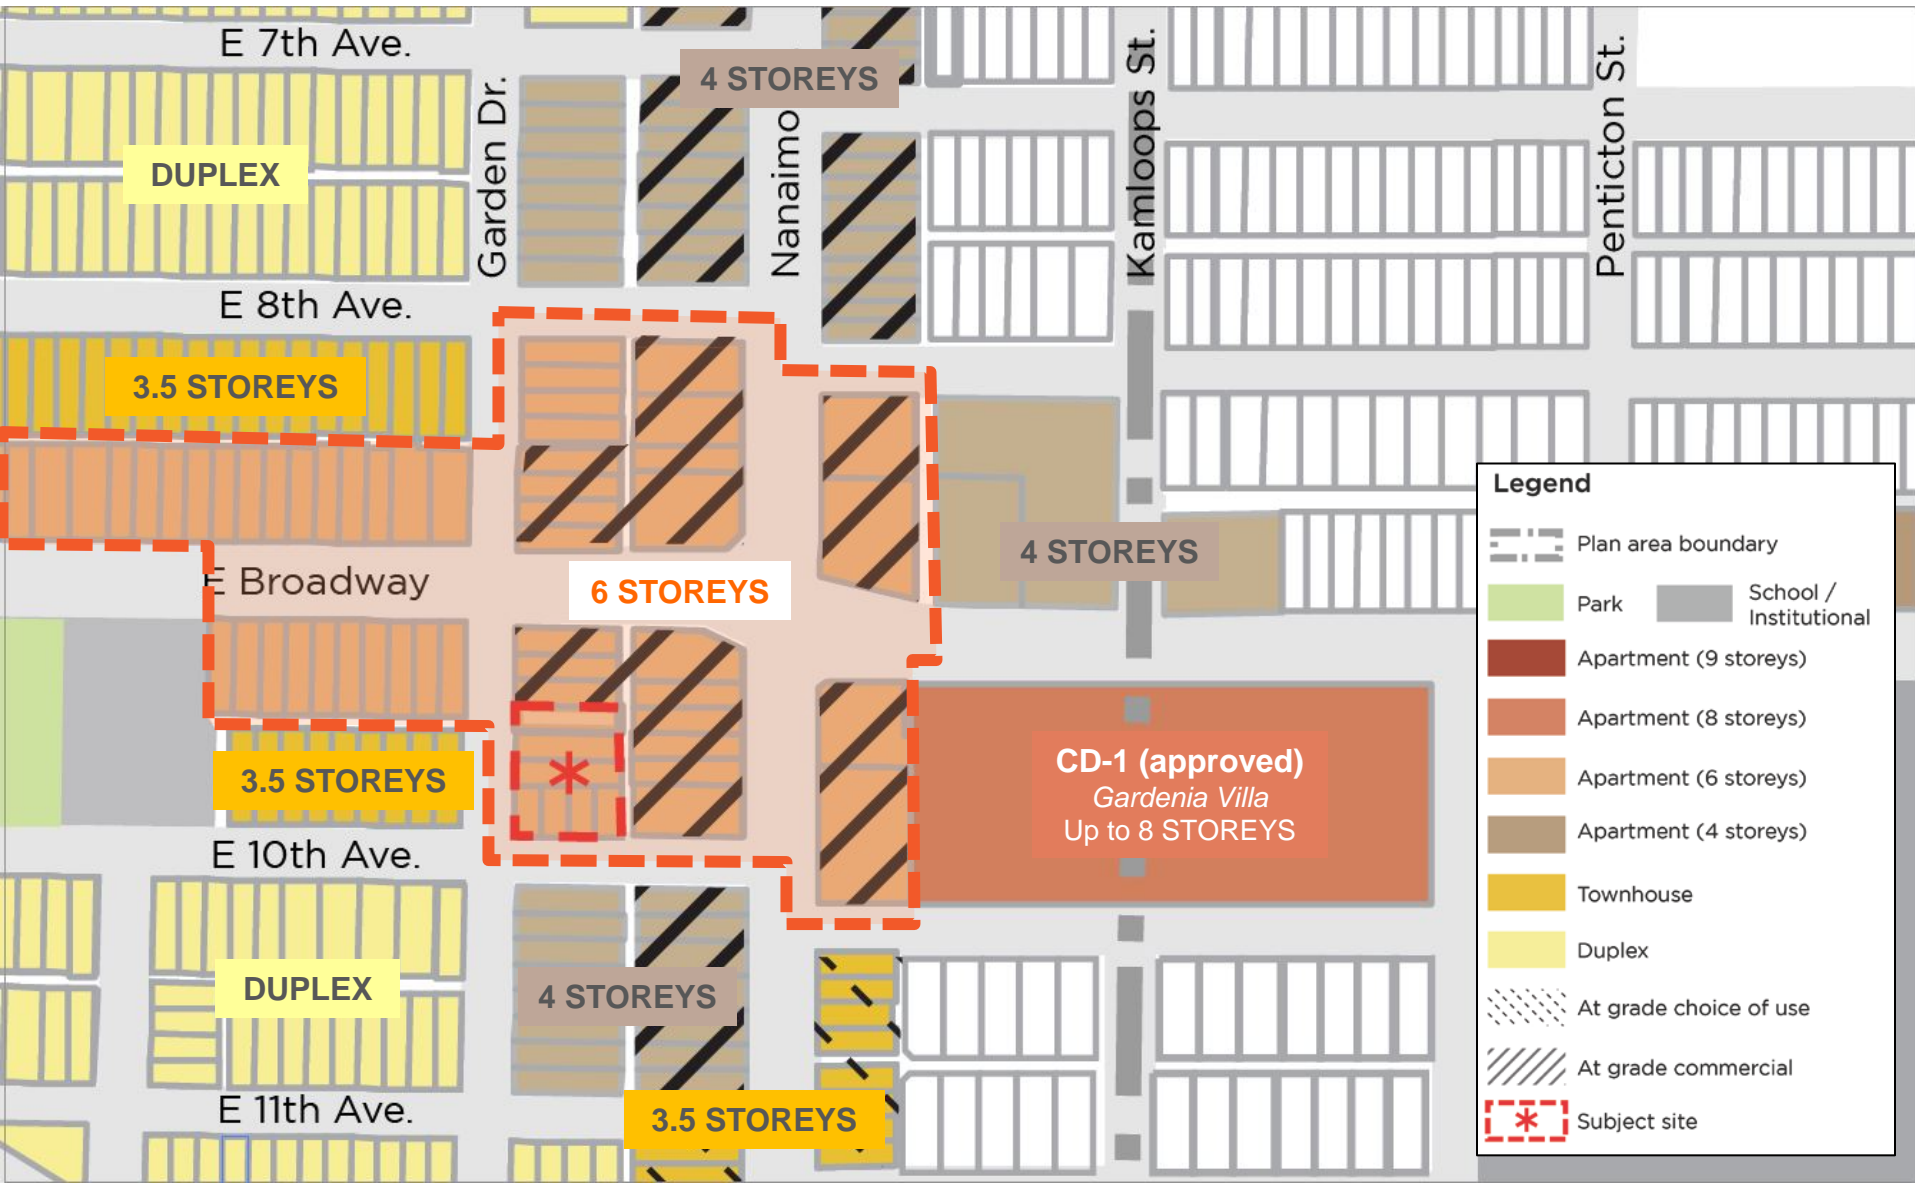 E 7th Ave.
4 STOREYS
Garden Dr.
Nanaimo
Kamloops St.
Penticton St.
DUPLEX
E 8th Ave.
3.5 STOREYS
E Broadway
6 STOREYS
4 STOREYS
3.5 STOREYS
CD-1 (approved)
Gardenia Villa
Up to 8 STOREYS
E 10th Ave.
DUPLEX
4 STOREYS
E 11th Ave.
3.5 STOREYS
Legend
Plan area boundary
Park
School /
Institutional
Apartment (9 storeys)
Apartment (8 storeys)
Apartment (6 storeys)
Apartment (4 storeys)
Townhouse
Duplex
At grade choice of use
At grade commercial
Subject site